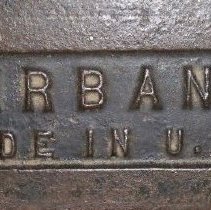 RBAN
DE IN U.